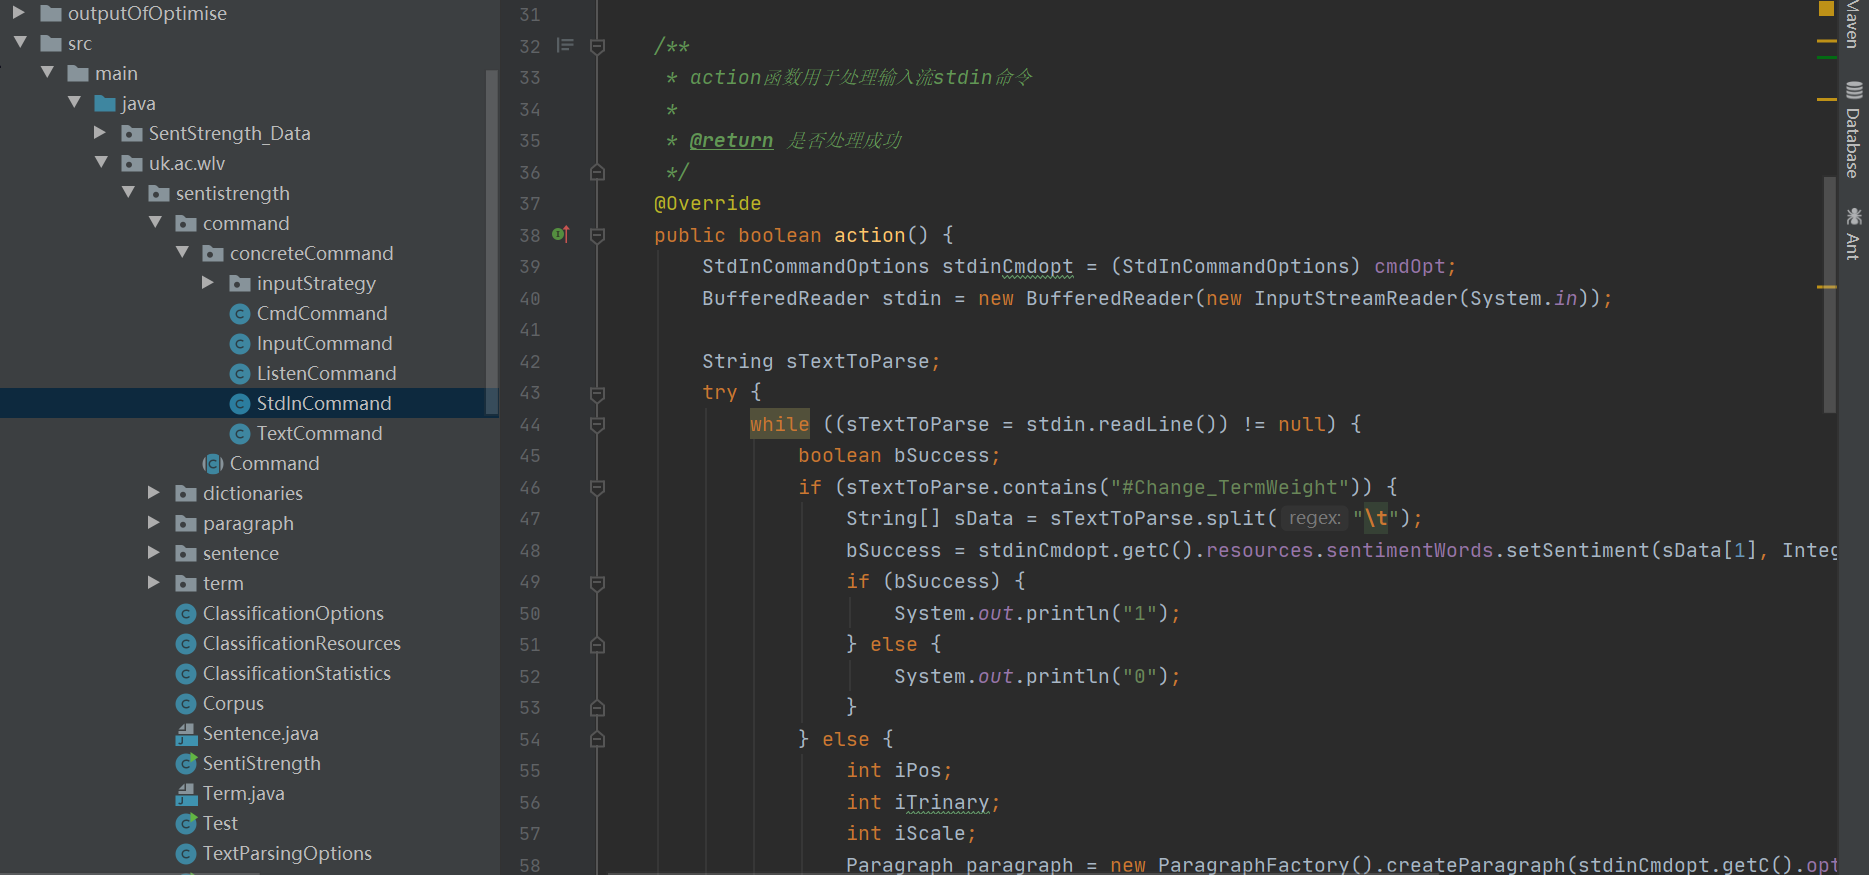 outputOfOptimise
src
main
java
SentStrength_Data
uk.ac.wlv
sentistrength
command
concreteCommand
inputStrategy
CmdCommand
InputCommand
ListenCommand
StdInCommand
TextCommand
Command
dictionaries
paragraph
sentence
term
ClassificationOptions
ClassificationResources
ClassificationStatistics
Corpus
Sentence.java
SentiStrength
Term.java
Test
TextParsingOptions
31
32 /**
33 * action函数用于处理输入流stdin命令
34 *
35 * @return 是否处理成功
36 */
37 @Override
38 public boolean action() {
39 StdInCommandOptions stdinCmdopt = (StdInCommandOptions) cmdOpt;
40 BufferedReader stdin = new BufferedReader(new InputStreamReader(System.in));
41
42 String sTextToParse;
43 try {
44 while ((sTextToParse = stdin.readLine()) != null) {
45 boolean bSuccess;
46 if (sTextToParse.contains("#Change_TermWeight")) {
47 String[] sData = sTextToParse.split( regex: "\t");
48 bSuccess = stdinCmdopt.getC().resources.sentimentWords.setSentiment(sData[1], Integ
49 if (bSuccess) {
50 System.out.println("1");
51 } else {
52 System.out.println("0");
53 }
54 } else {
55 int iPos;
56 int iTrinary;
57 int iScale;
58 Paragraph paragraph = new ParagraphFactory().createParagraph(stdinCmdopt.getC().opt
Maven
Database
Ant